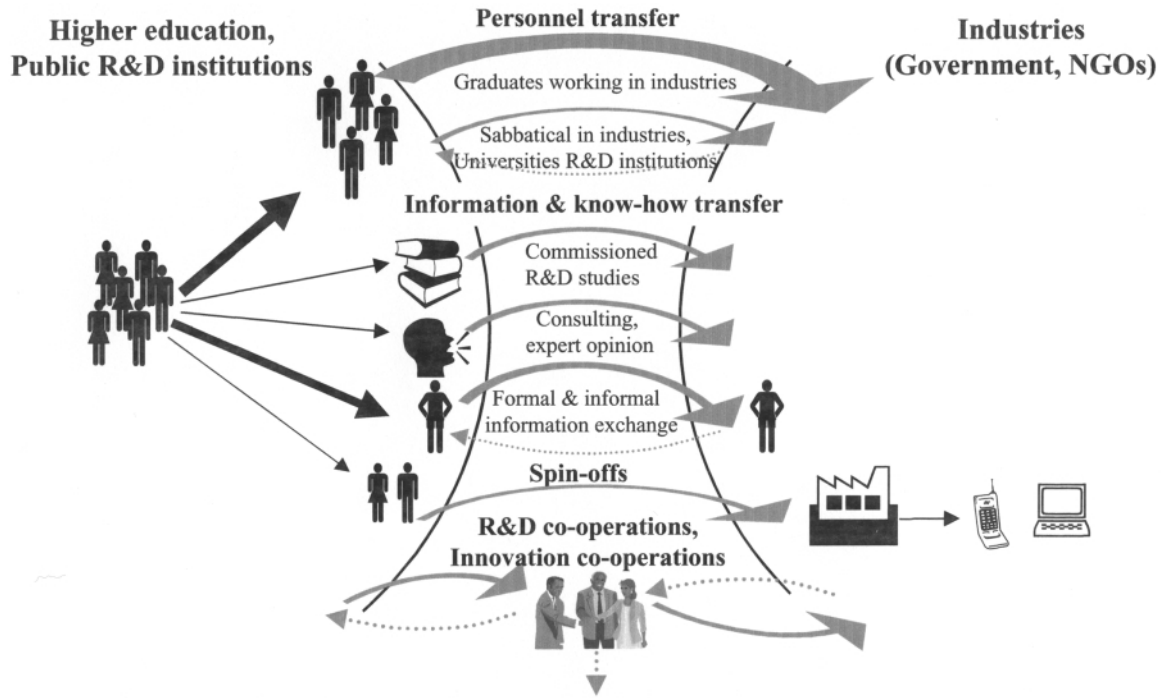 Higher education,
Public R&D institutions
Personnel transfer
Industries
(Government, NGOs)
Graduates working in industries
Sabbatical in industries,
Universities R&D institutions
Information & know-how transfer
Commissioned
R&D studies
Consulting,
expert opinion
Formal & informal
information exchange
Spin-offs
R&D co-operations,
Innovation co-operations